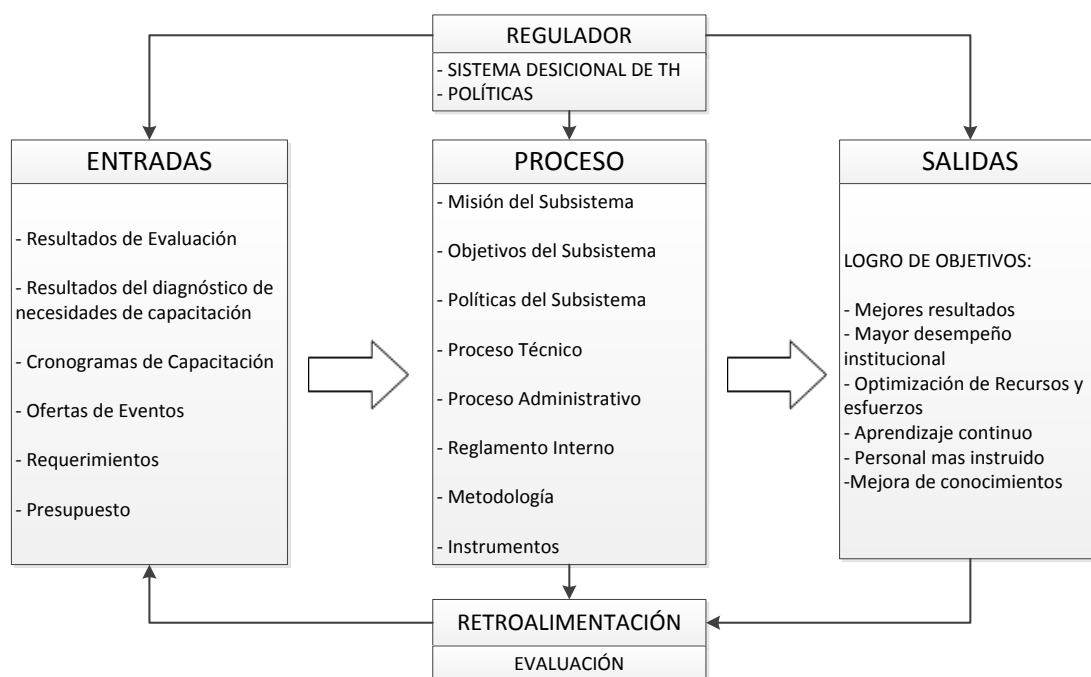 REGULADOR
- SISTEMA DESICIONAL DE TH
- POLÍTICAS
ENTRADAS
- Resultados de Evaluación
- Resultados del diagnóstico de
necesidades de capacitación
- Cronogramas de Capacitación
- Ofertas de Eventos
- Requerimientos
- Presupuesto
PROCESO
- Misión del Subsistema
- Objetivos del Subsistema
- Políticas del Subsistema
- Proceso Técnico
- Proceso Administrativo
- Reglamento Interno
- Metodología
- Instrumentos
SALIDAS
LOGRO DE OBJETIVOS:
- Mejores resultados
- Mayor desempeño
institucional
- Optimización de Recursos y
esfuerzos
- Aprendizaje continuo
- Personal mas instruido
-Mejora de conocimientos
RETROALIMENTACIÓN
EVALUACIÓN